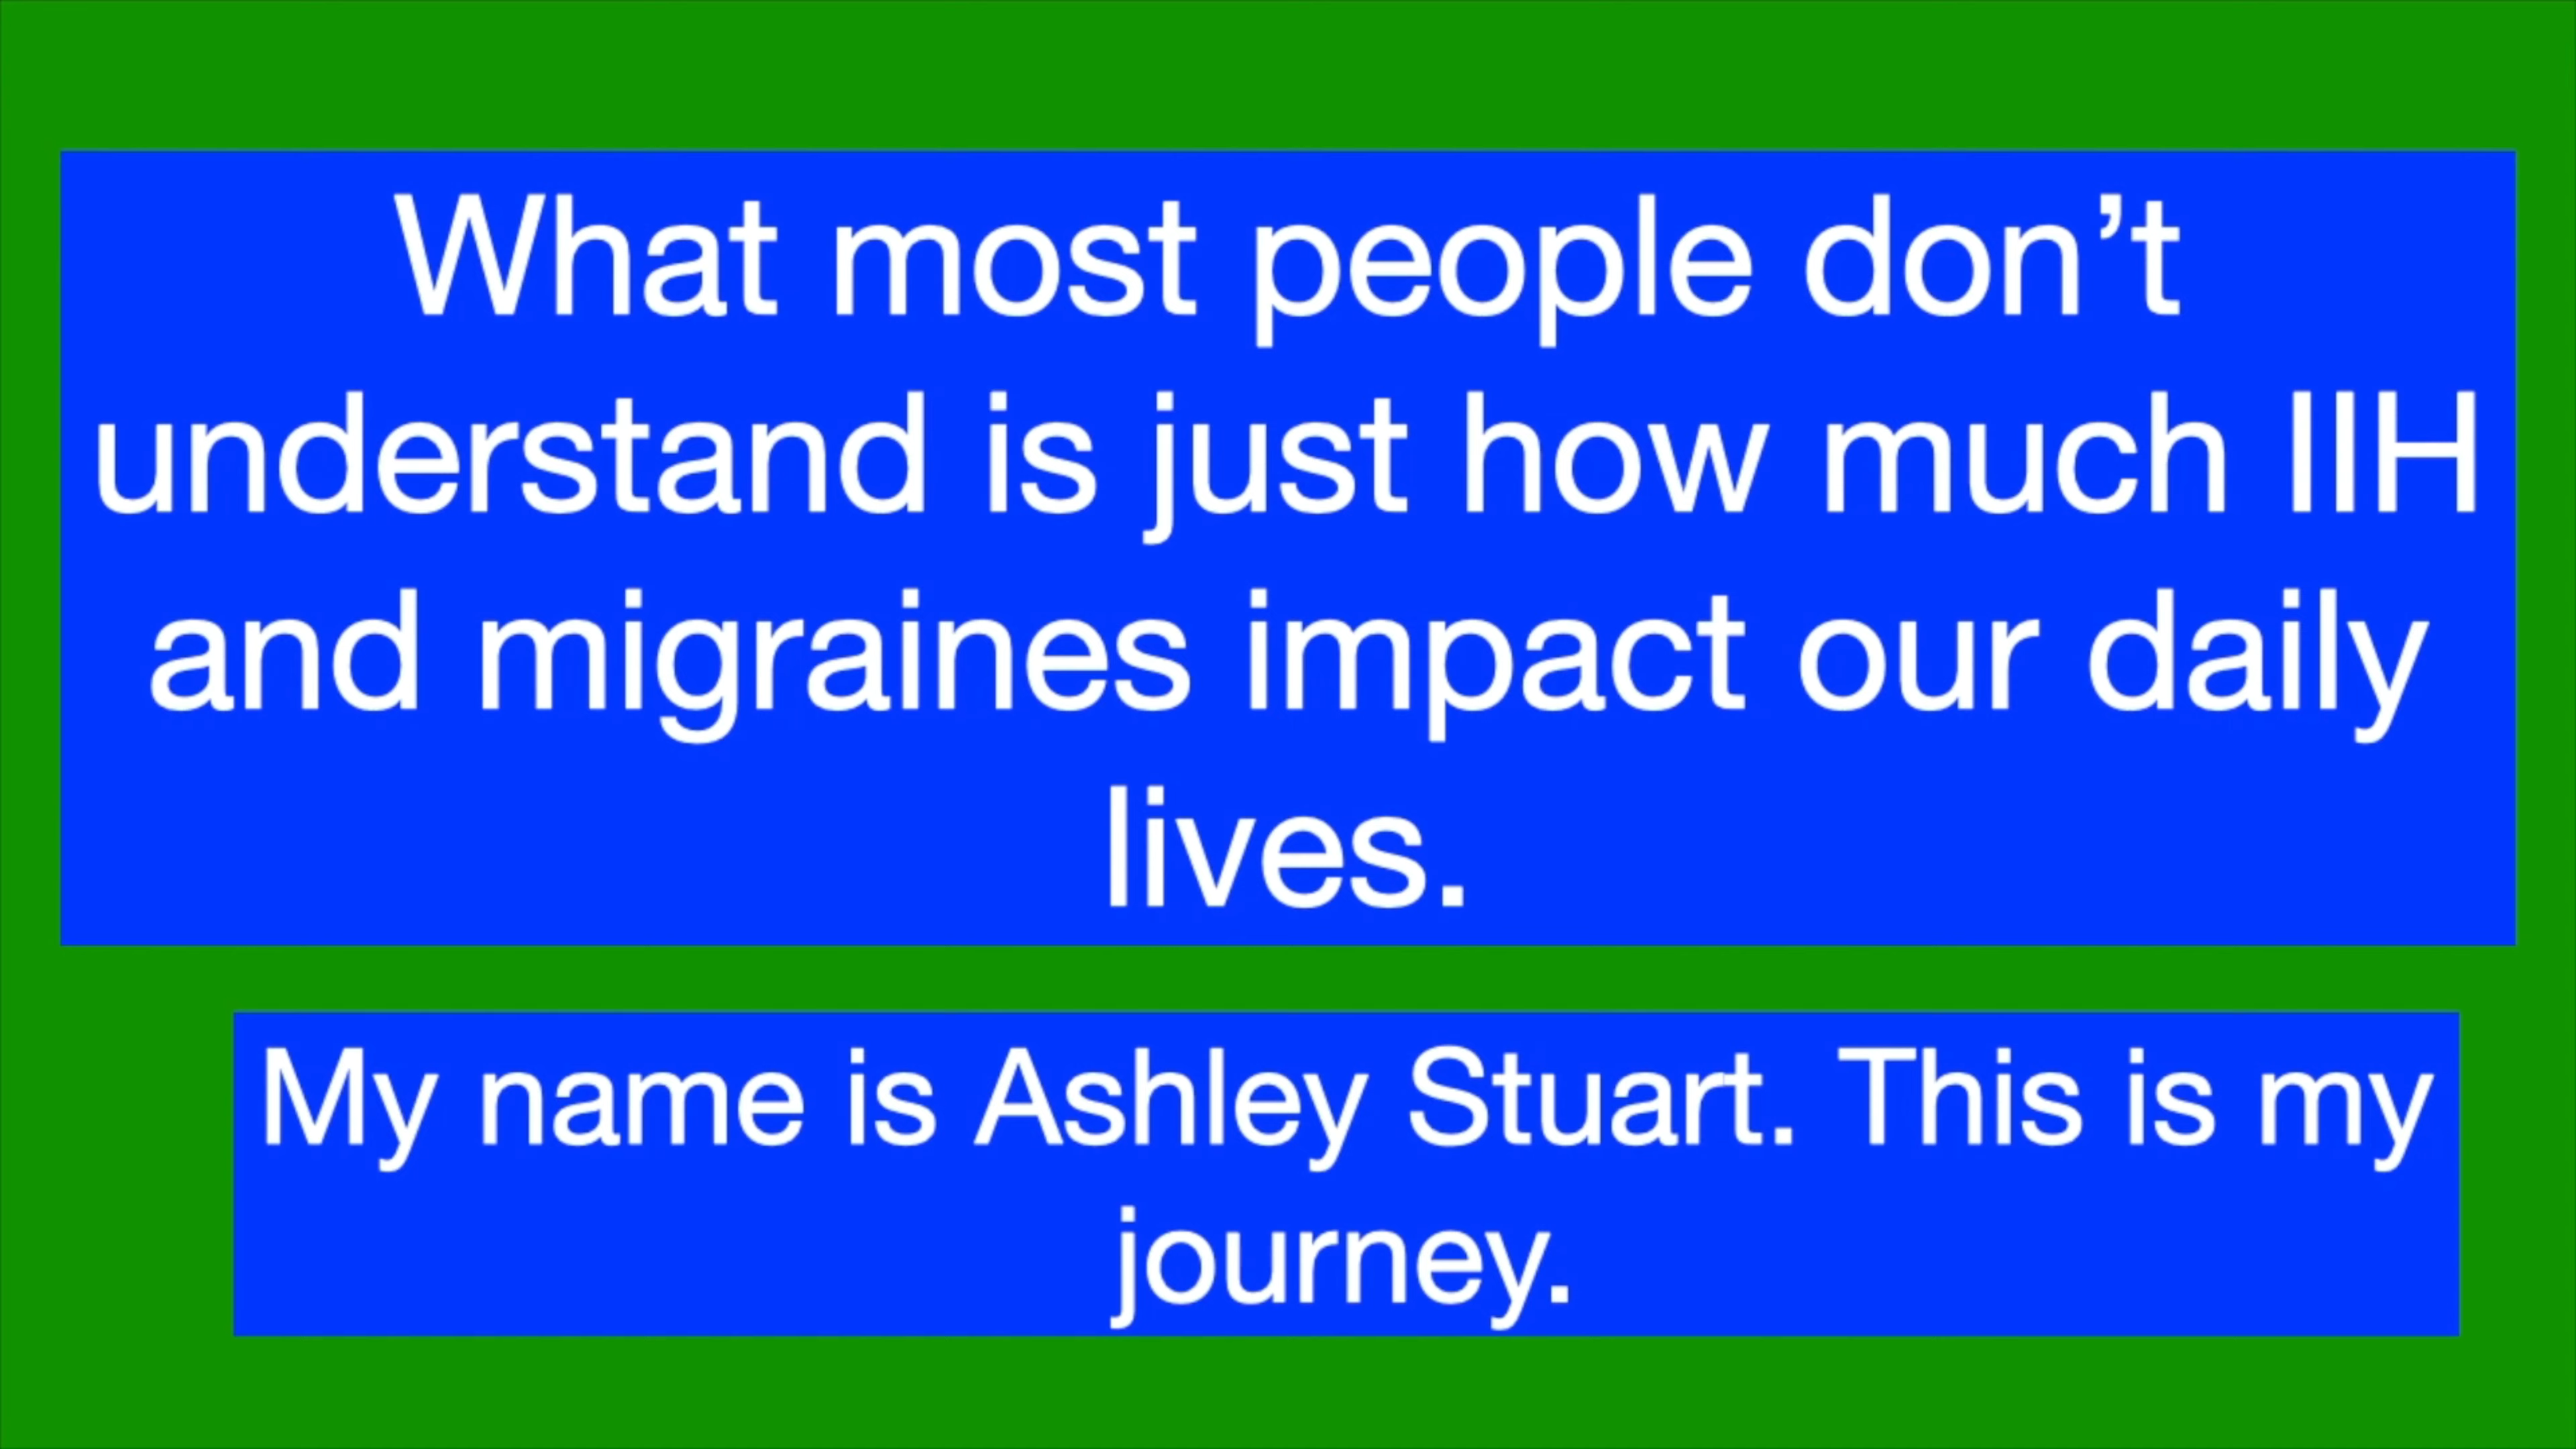 What most people don’t
understand is just how much IIH
and migraines impact our daily
lives.
My name is Ashley Stuart. This is my
journey.